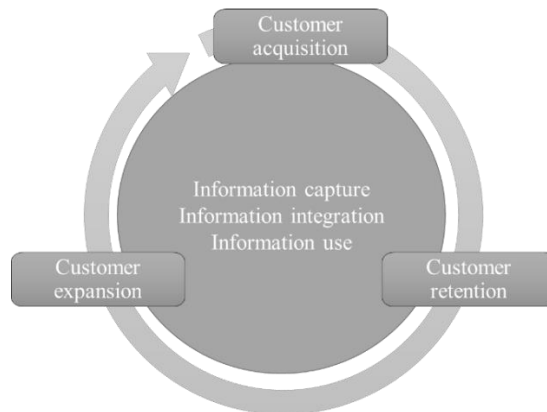 Customer
acquisition
Information capture
Information integration
Information use
Customer
expansion
Customer
retention